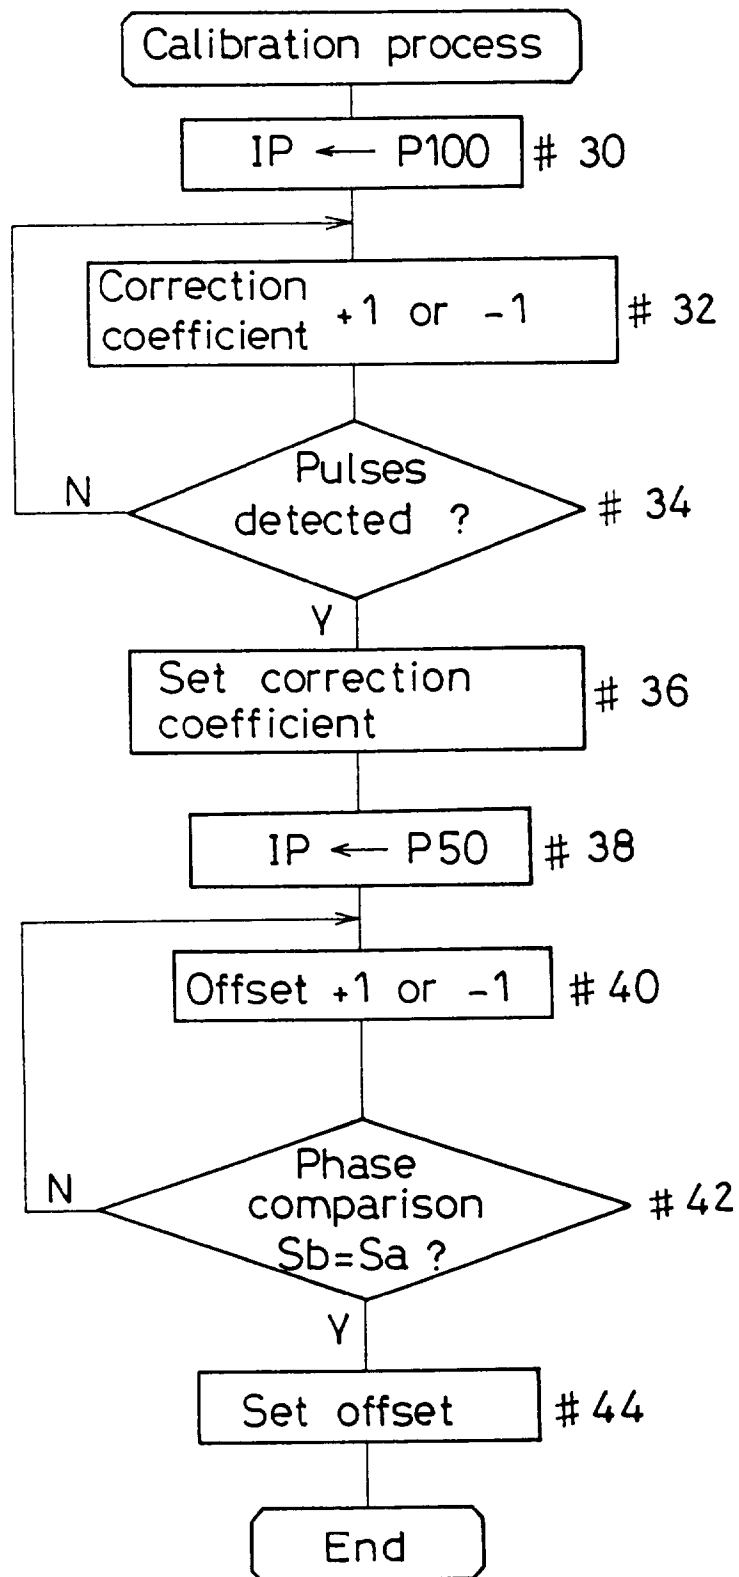 Calibration process
IP ← P100 # 30
Correction
coefficient +1 or -1 # 32
Pulses
detected ? # 34
N
Y
Set correction
coefficient # 36
IP ← P50 # 38
Offset +1 or -1 # 40
Phase
comparison
Sb=Sa ? # 42
N
Y
Set offset # 44
End